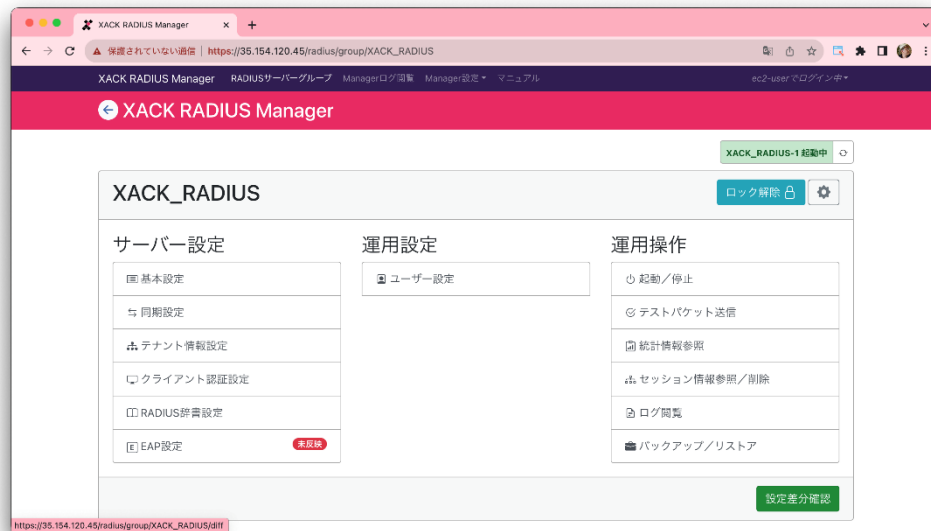 XACK RADIUS Manager
保護されていない通信 | https://35.154.120.45/radius/group/XACK_RADIUS
XACK RADIUS Manager RADIUSサーバーグループ Managerログ閲覧 Manager設定 マニュアル ec2-userでログイン中
XACK RADIUS Manager
XACK_RADIUS-1 起動中
XACK_RADIUS
ロック解除
サーバー設定
基本設定
同期設定
テナント情報設定
クライアント認証設定
RADIUS辞書設定
EAP設定 未反映
運用設定
ユーザー設定
運用操作
起動／停止
テストパケット送信
統計情報参照
セッション情報参照／削除
ログ閲覧
バックアップ／リストア
設定差分確認
https://35.154.120.45/radius/group/XACK_RADIUS/diff